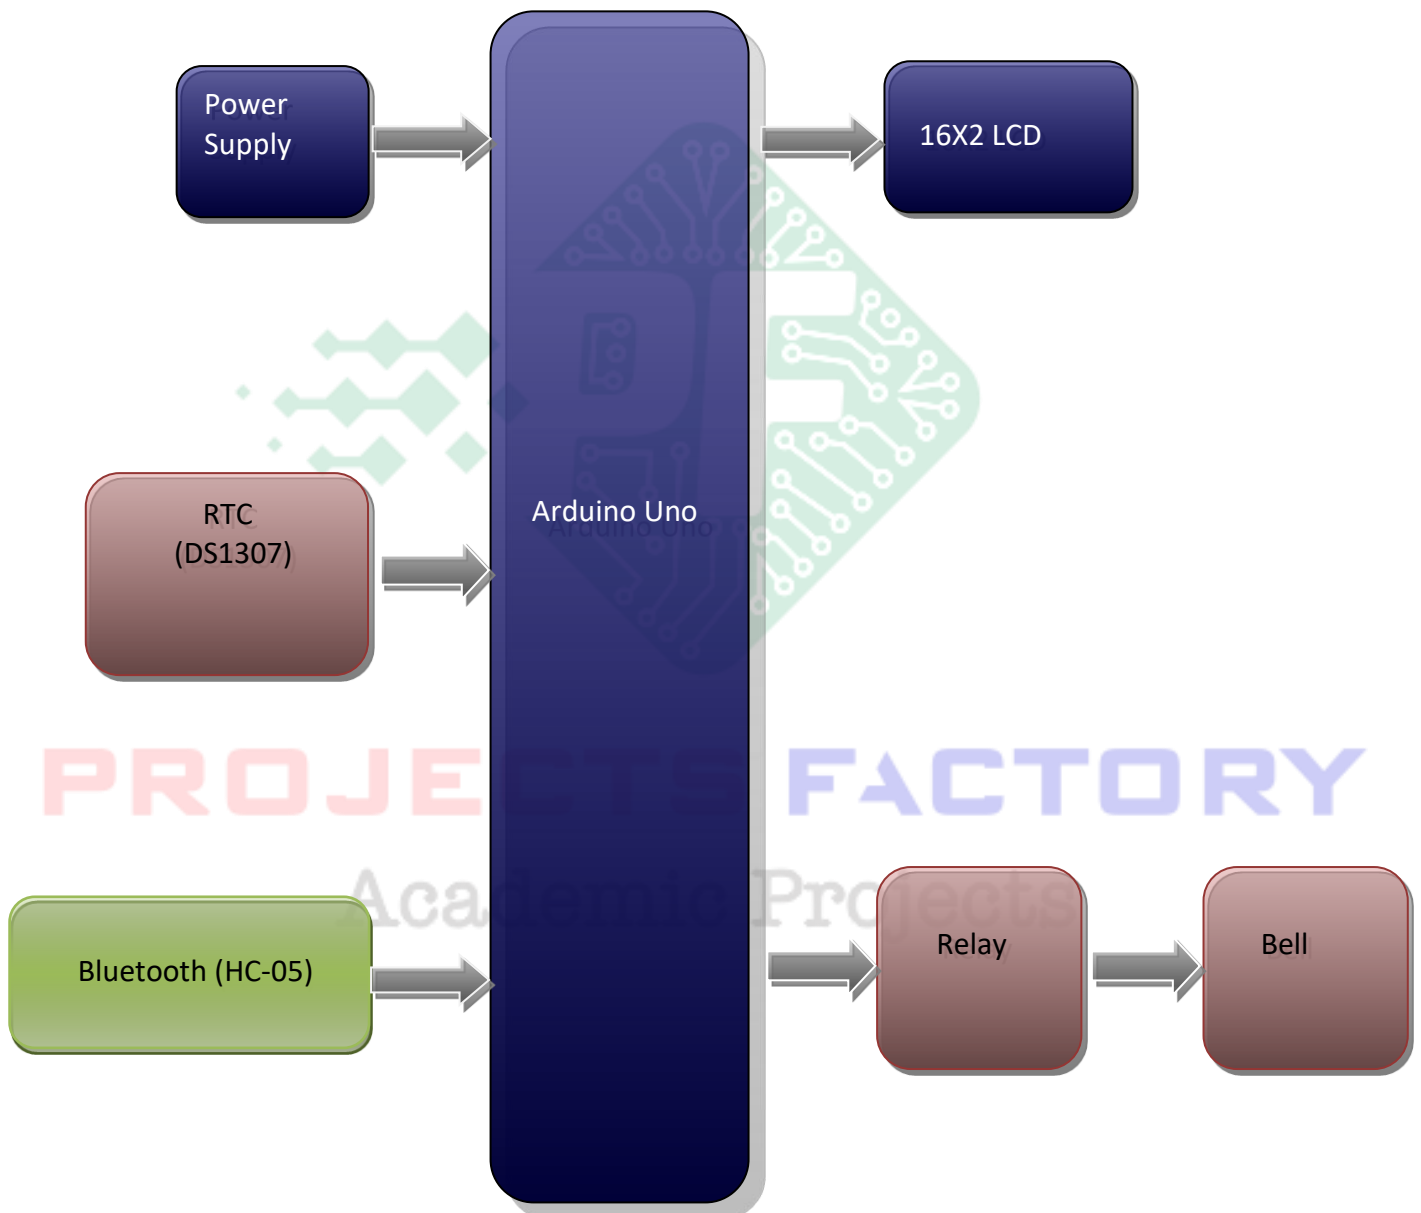 Power
Supply
16X2 LCD
RTC
(DS1307)
Arduino Uno
PROJECTS FACTORY
Academic Projects
Bluetooth (HC-05)
Relay
Bell